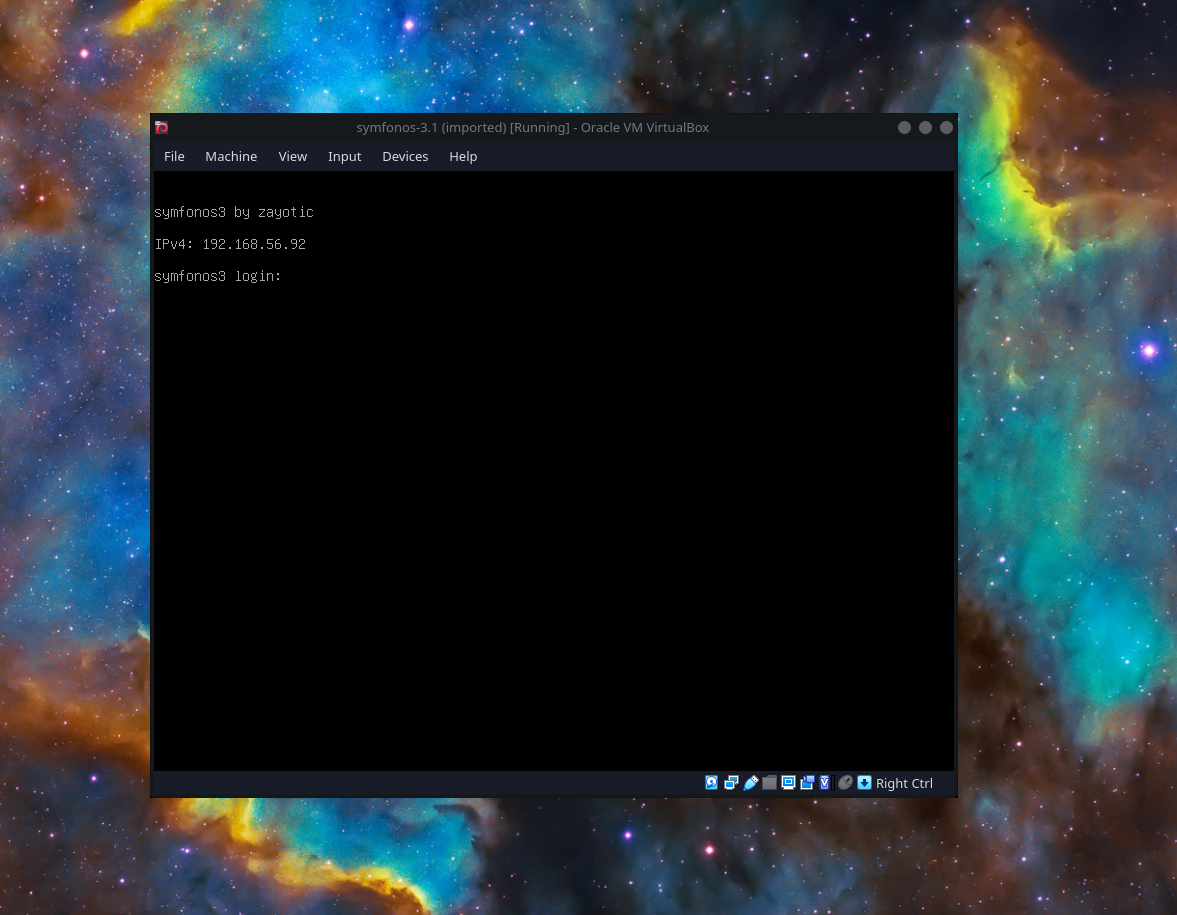 symfonos-3.1 (imported) [Running] - Oracle VM VirtualBox
File Machine View Input Devices Help
symfonos3 by zayotic
IPv4: 192.168.56.92
symfonos3 login:
Right Ctrl